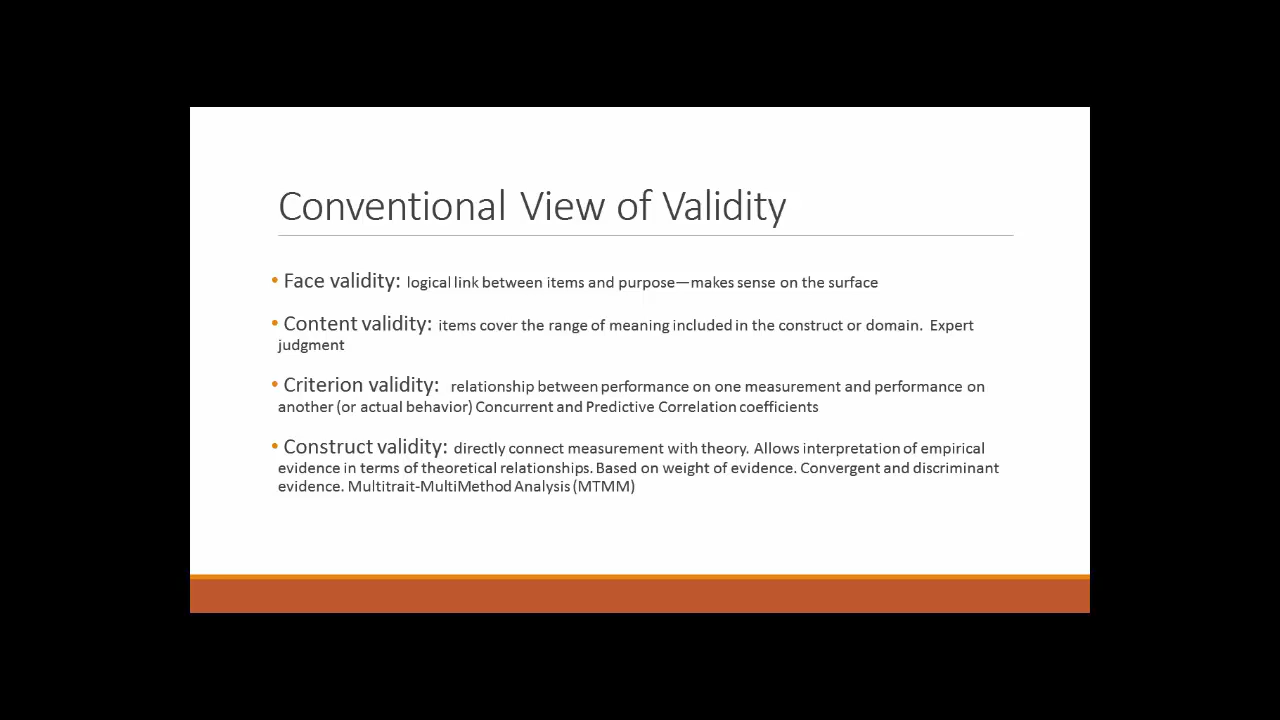 Conventional View of Validity
• Face validity: logical link between items and purpose—makes sense on the surface
• Content validity: items cover the range of meaning included in the construct or domain. Expert
judgment
• Criterion validity: relationship between performance on one measurement and performance on
another (or actual behavior) Concurrent and Predictive Correlation coefficients
• Construct validity: directly connect measurement with theory. Allows interpretation of empirical
evidence in terms of theoretical relationships. Based on weight of evidence. Convergent and discriminant
evidence. Multitrait-MultiMethod Analysis (MTMM)